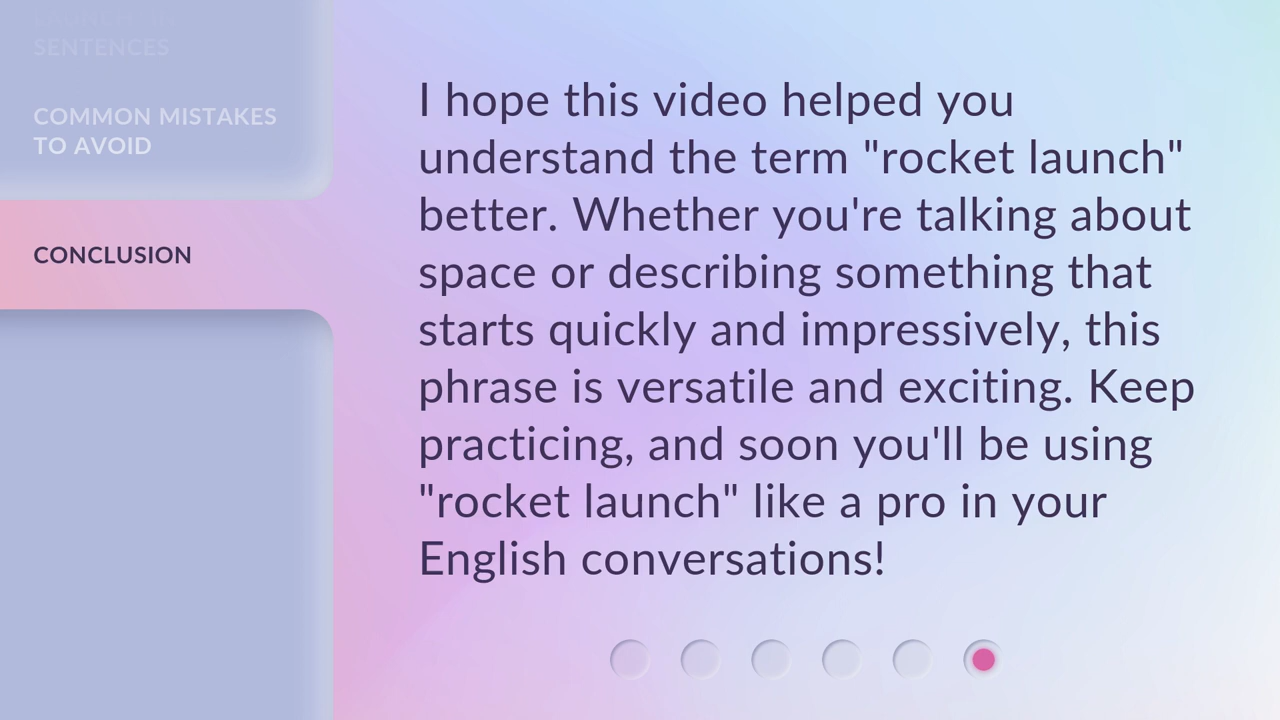 SENTENCES
COMMON MISTAKES
TO AVOID
CONCLUSION
I hope this video helped you
understand the term "rocket launch"
better. Whether you're talking about
space or describing something that
starts quickly and impressively, this
phrase is versatile and exciting. Keep
practicing, and soon you'll be using
"rocket launch" like a pro in your
English conversations!